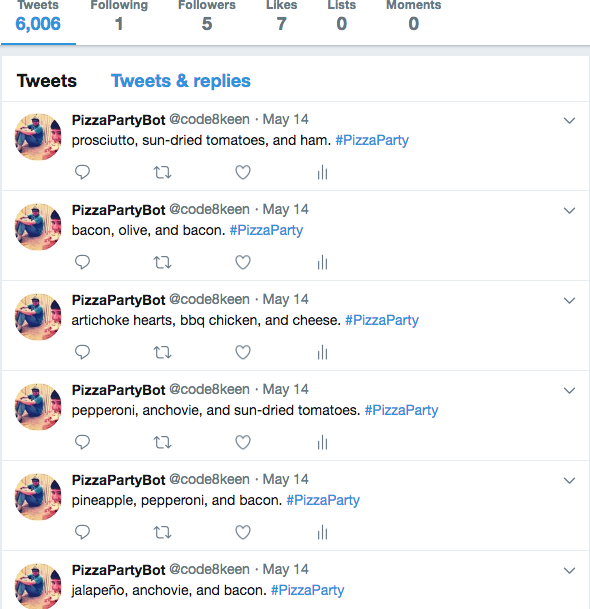 Tweets Following Followers Likes Lists Moments
6,006 1 5 7 0 0
Tweets Tweets & replies
PizzaPartyBot @code8keen · May 14
prosciutto, sun-dried tomatoes, and ham. #PizzaParty
PizzaPartyBot @code8keen · May 14
bacon, olive, and bacon. #PizzaParty
PizzaPartyBot @code8keen · May 14
artichoke hearts, bbq chicken, and cheese. #PizzaParty
PizzaPartyBot @code8keen · May 14
pepperoni, anchovie, and sun-dried tomatoes. #PizzaParty
PizzaPartyBot @code8keen · May 14
pineapple, pepperoni, and bacon. #PizzaParty
PizzaPartyBot @code8keen · May 14
jalapeño, anchovie, and bacon. #PizzaParty